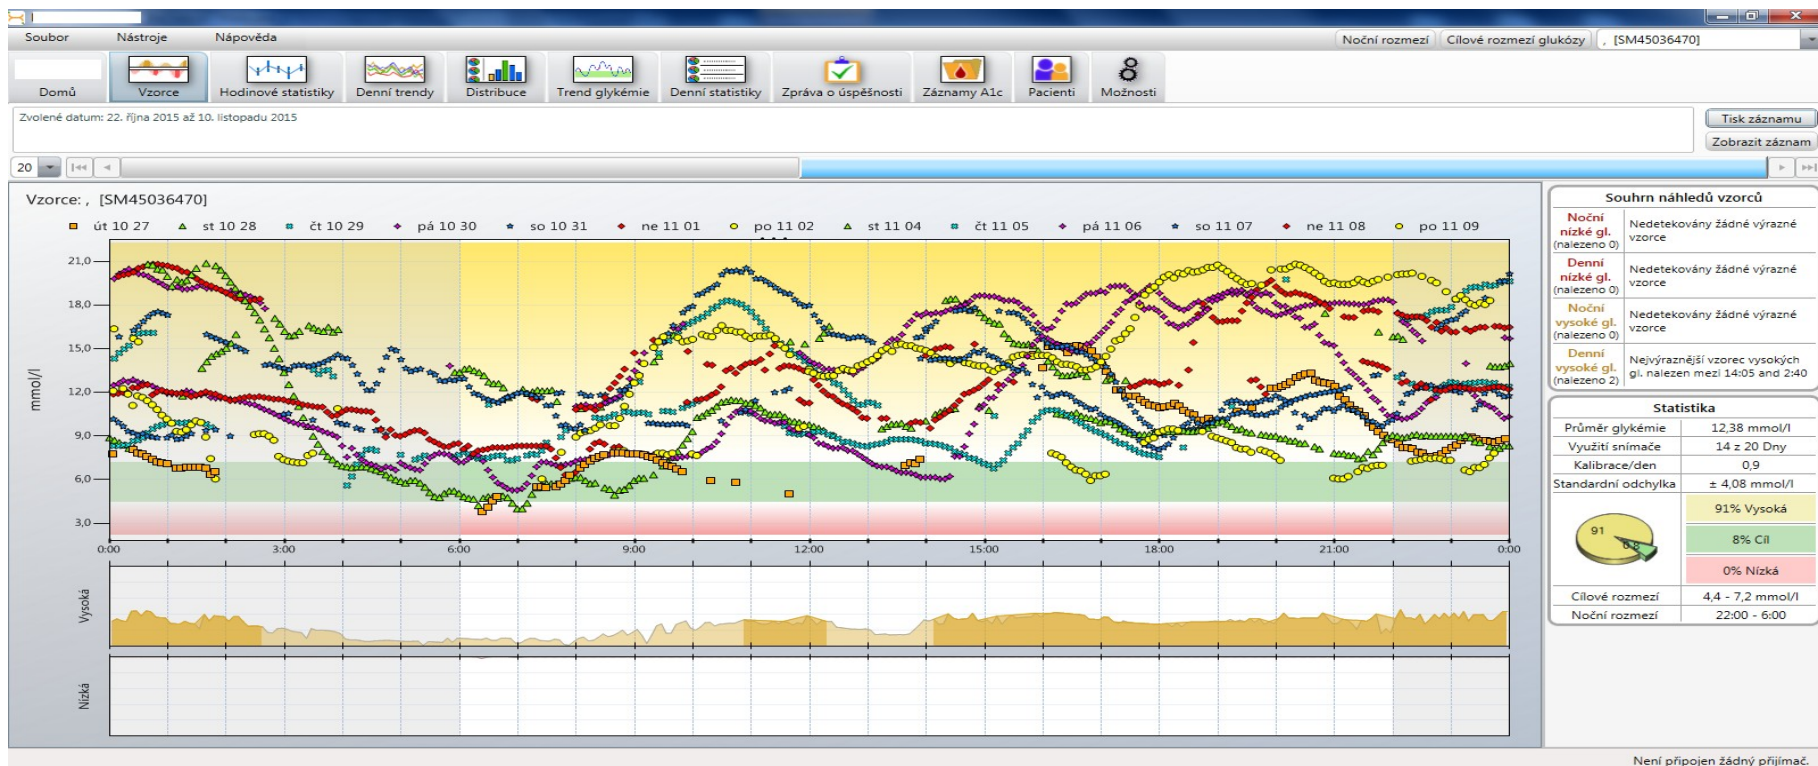 Soubor Nástroje Nápověda Noční rozmezí Cílové rozmezí glukózy , [SM45036470]
Domů Vzorce Hodinové statistiky Denní trendy Distribuce Trend glykémie Denní statistiky Zpráva o úspěšnosti Záznamy A1c Pacienti Možnosti
Zvolené datum: 22. října 2015 až 10. listopadu 2015
Tisk záznamu
Zobrazit záznam
20
Vzorce: , [SM45036470]
út 10 27 st 10 28 čt 10 29 pá 10 30 so 10 31 ne 11 01 po 11 02 st 11 04 čt 11 05 pá 11 06 so 11 07 ne 11 08 po 11 09
mmol/l
21,0
18,0
15,0
12,0
9,0
6,0
3,0
0:00 3:00 6:00 9:00 12:00 15:00 18:00 21:00 0:00
Vysoká
Nízká
Souhrn náhledů vzorců
Noční nízké gl. (nalezeno 0)
Nedetekovány žádné výrazné
vzorce
Denní nízké gl. (nalezeno 0)
Nedetekovány žádné výrazné
vzorce
Noční vysoké gl. (nalezeno 0)
Nedetekovány žádné výrazné
vzorce
Denní vysoké gl. (nalezeno 2)
Nejvýraznější vzorec vysokých
gl. nalezen mezi 14:05 and 2:40
Statistika
Průměr glykémie 12,38 mmol/l
Využití snímače 14 z 20 Dny
Kalibrace/den 0,9
Standardní odchylka ± 4,08 mmol/l
91
0,8
91% Vysoká
8% Cíl
0% Nízká
Cílové rozmezí 4,4 - 7,2 mmol/l
Noční rozmezí 22:00 - 6:00
Není připojen žádný přijímač.